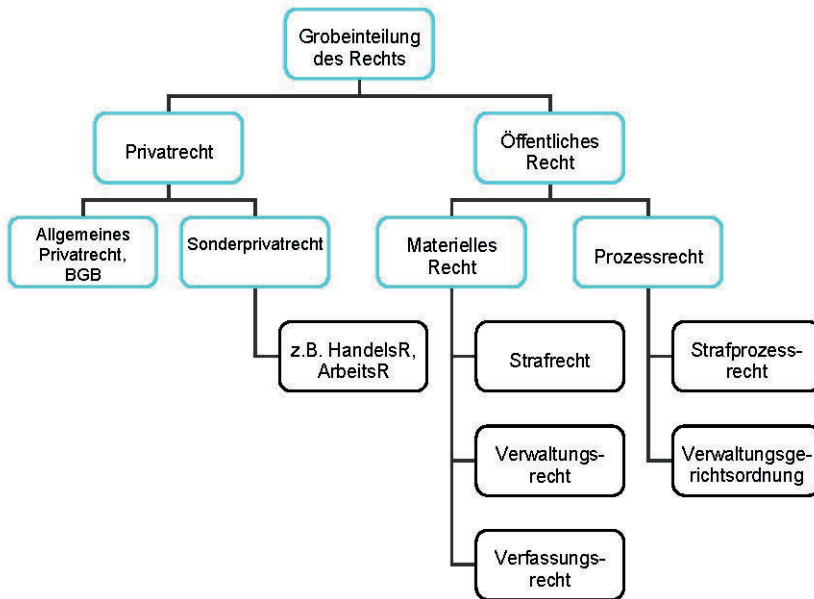 Grobeinteilung
des Rechts
Privatrecht
Öffentliches
Recht
Allgemeines
Privatrecht,
BGB
Sonderprivatrecht
Materielles
Recht
Prozessrecht
z.B. HandelsR,
ArbeitsR
Strafrecht
Strafprozess-
recht
Verwaltungs-
recht
Verwaltungsge-
richtsordnung
Verfassungs-
recht